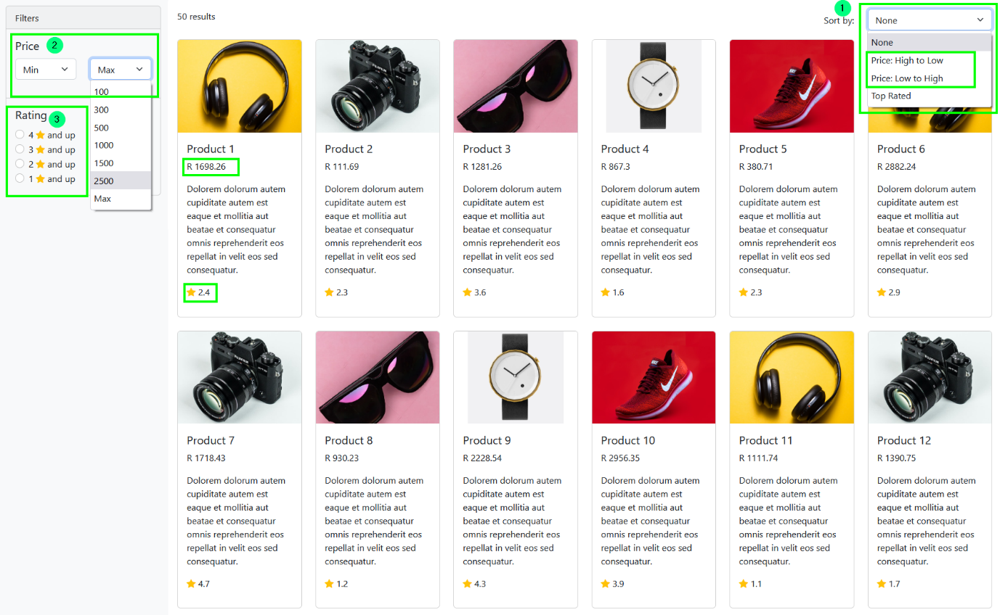 Filters
Price 2
Min Max
100
300
500
1000
1500
2500
Max
Rating 3
4 and up
3 and up
2 and up
1 and up
50 results
1
Sort by: None
None
Price: High to Low
Price: Low to High
Top Rated
FUJIFILM
Product 1
R 1698.26
Dolorem dolorum autem
cupiditate autem est
eaque et mollitia aut
beatae et consequatur
omnis reprehenderit eos
repellat in velit eos sed
consequatur.
2.4
Product 2
R 111.69
Dolorem dolorum autem
cupiditate autem est
eaque et mollitia aut
beatae et consequatur
omnis reprehenderit eos
repellat in velit eos sed
consequatur.
2.3
Product 3
R 1281.26
Dolorem dolorum autem
cupiditate autem est
eaque et mollitia aut
beatae et consequatur
omnis reprehenderit eos
repellat in velit eos sed
consequatur.
3.6
Product 4
R 867.3
Dolorem dolorum autem
cupiditate autem est
eaque et mollitia aut
beatae et consequatur
omnis reprehenderit eos
repellat in velit eos sed
consequatur.
1.6
Product 5
R 380.71
Dolorem dolorum autem
cupiditate autem est
eaque et mollitia aut
beatae et consequatur
omnis reprehenderit eos
repellat in velit eos sed
consequatur.
2.3
Product 6
R 2882.24
Dolorem dolorum autem
cupiditate autem est
eaque et mollitia aut
beatae et consequatur
omnis reprehenderit eos
repellat in velit eos sed
consequatur.
2.9
FUJIFILM
Product 7
R 1718.43
Dolorem dolorum autem
cupiditate autem est
eaque et mollitia aut
beatae et consequatur
omnis reprehenderit eos
repellat in velit eos sed
consequatur.
4.7
Product 8
R 930.23
Dolorem dolorum autem
cupiditate autem est
eaque et mollitia aut
beatae et consequatur
omnis reprehenderit eos
repellat in velit eos sed
consequatur.
1.2
Product 9
R 2228.54
Dolorem dolorum autem
cupiditate autem est
eaque et mollitia aut
beatae et consequatur
omnis reprehenderit eos
repellat in velit eos sed
consequatur.
4.3
Product 10
R 2956.35
Dolorem dolorum autem
cupiditate autem est
eaque et mollitia aut
beatae et consequatur
omnis reprehenderit eos
repellat in velit eos sed
consequatur.
3.9
Product 11
R 1111.74
Dolorem dolorum autem
cupiditate autem est
eaque et mollitia aut
beatae et consequatur
omnis reprehenderit eos
repellat in velit eos sed
consequatur.
1.1
FUJIFILM
Product 12
R 1390.75
Dolorem dolorum autem
cupiditate autem est
eaque et mollitia aut
beatae et consequatur
omnis reprehenderit eos
repellat in velit eos sed
consequatur.
1.7